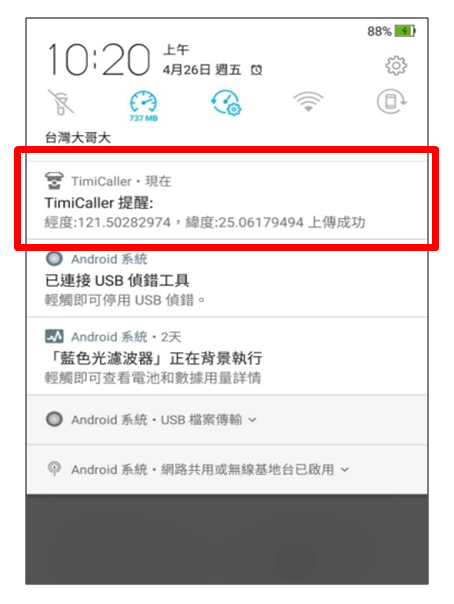 88%
10:20
上午
4月26日 週五
737 MB
台灣大哥大
TimiCaller・現在
TimiCaller 提醒:
經度:121.50282974，緯度:25.06179494 上傳成功
Android 系統
已連接 USB 偵錯工具
輕觸即可停用 USB 偵錯。
Android 系統・2天
「藍色光濾波器」正在背景執行
輕觸即可查看電池和數據用量詳情
Android 系統・USB 檔案傳輸
Android 系統・網路共用或無線基地台已啟用